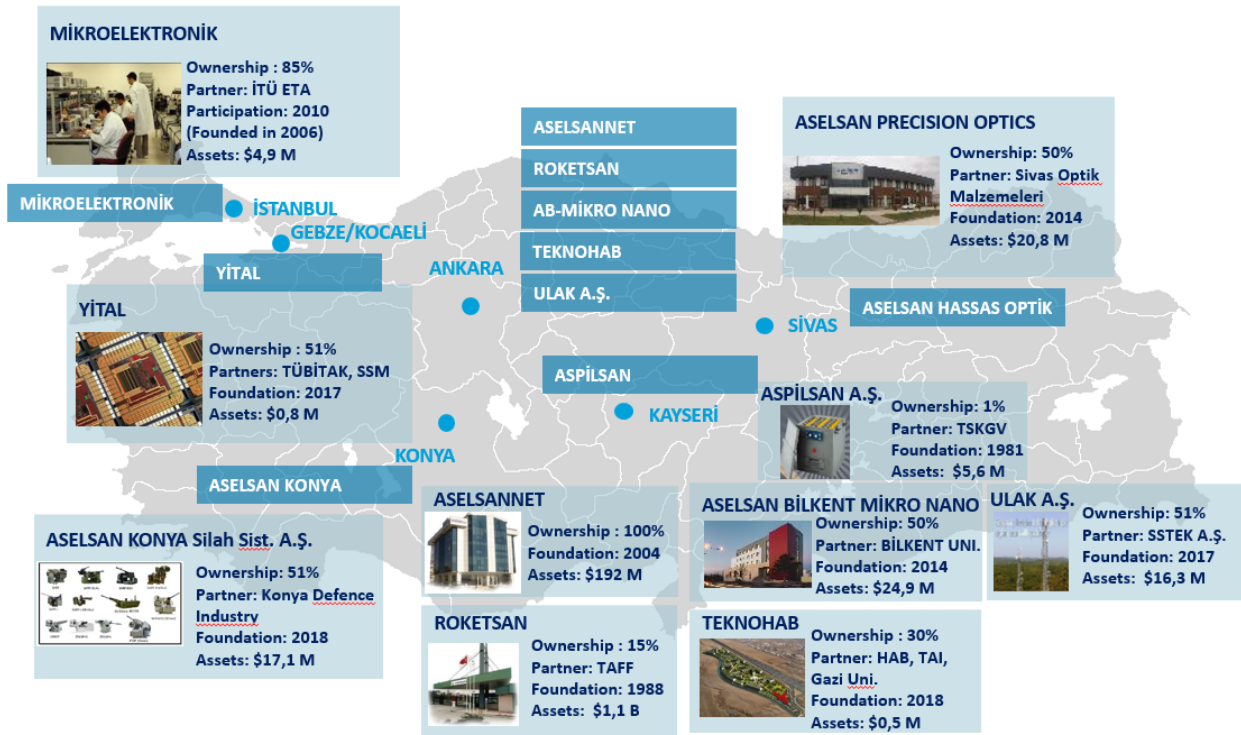 MİKROELEKTRONİK
Ownership : 85%
Partner: İTÜ ETA
Participation: 2010
(Founded in 2006)
Assets: $4,9 M
MİKROELEKTRONİK
İSTANBUL
GEBZE/KOCAELİ
YİTAL
YİTAL
Ownership : 51%
Partners: TÜBİTAK, SSM
Foundation: 2017
Assets: $0,8 M
ANKARA
ASELSANNET
ROKETSAN
AB-MİKRO NANO
TEKNOHAB
ULAK A.Ş.
ASELSAN PRECISION OPTICS
Ownership: 50%
Partner: Sivas Optik
Malzemeleri
Foundation: 2014
Assets: $20,8 M
ASELSAN HASSAS OPTİK
SİVAS
ASPİLSAN
KAYSERİ
ASPİLSAN A.Ş.
Ownership: 1%
Partner: TSKGV
Foundation: 1981
Assets: $5,6 M
KONYA
ASELSAN KONYA
ASELSAN KONYA Silah Sist. A.Ş.
Ownership: 51%
Partner: Konya Defence
Industry
Foundation: 2018
Assets: $17,1 M
ASELSANNET
Ownership : 100%
Foundation: 2004
Assets: $192 M
ASELSAN BİLKENT MİKRO NANO
Ownership: 50%
Partner: BİLKENT UNI.
Foundation: 2014
Assets: $24,9 M
ULAK A.Ş.
Ownership: 51%
Partner: SSTEK A.Ş.
Foundation: 2017
Assets: $16,3 M
ROKETSAN
Ownership : 15%
Partner: TAFF
Foundation: 1988
Assets: $1,1 B
TEKNOHAB
Ownership : 30%
Partner: HAB, TAI,
Gazi Uni.
Foundation: 2018
Assets: $0,5 M